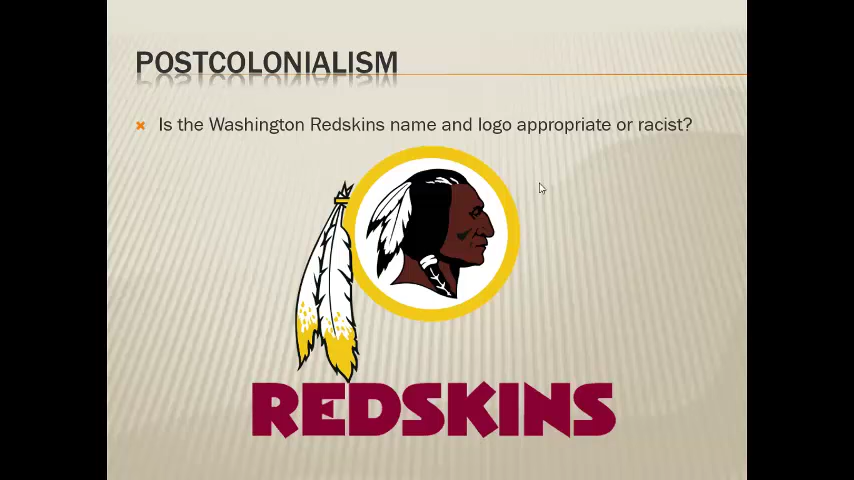 POSTCOLONIALISM
Is the Washington Redskins name and logo appropriate or racist?
REDSKINS